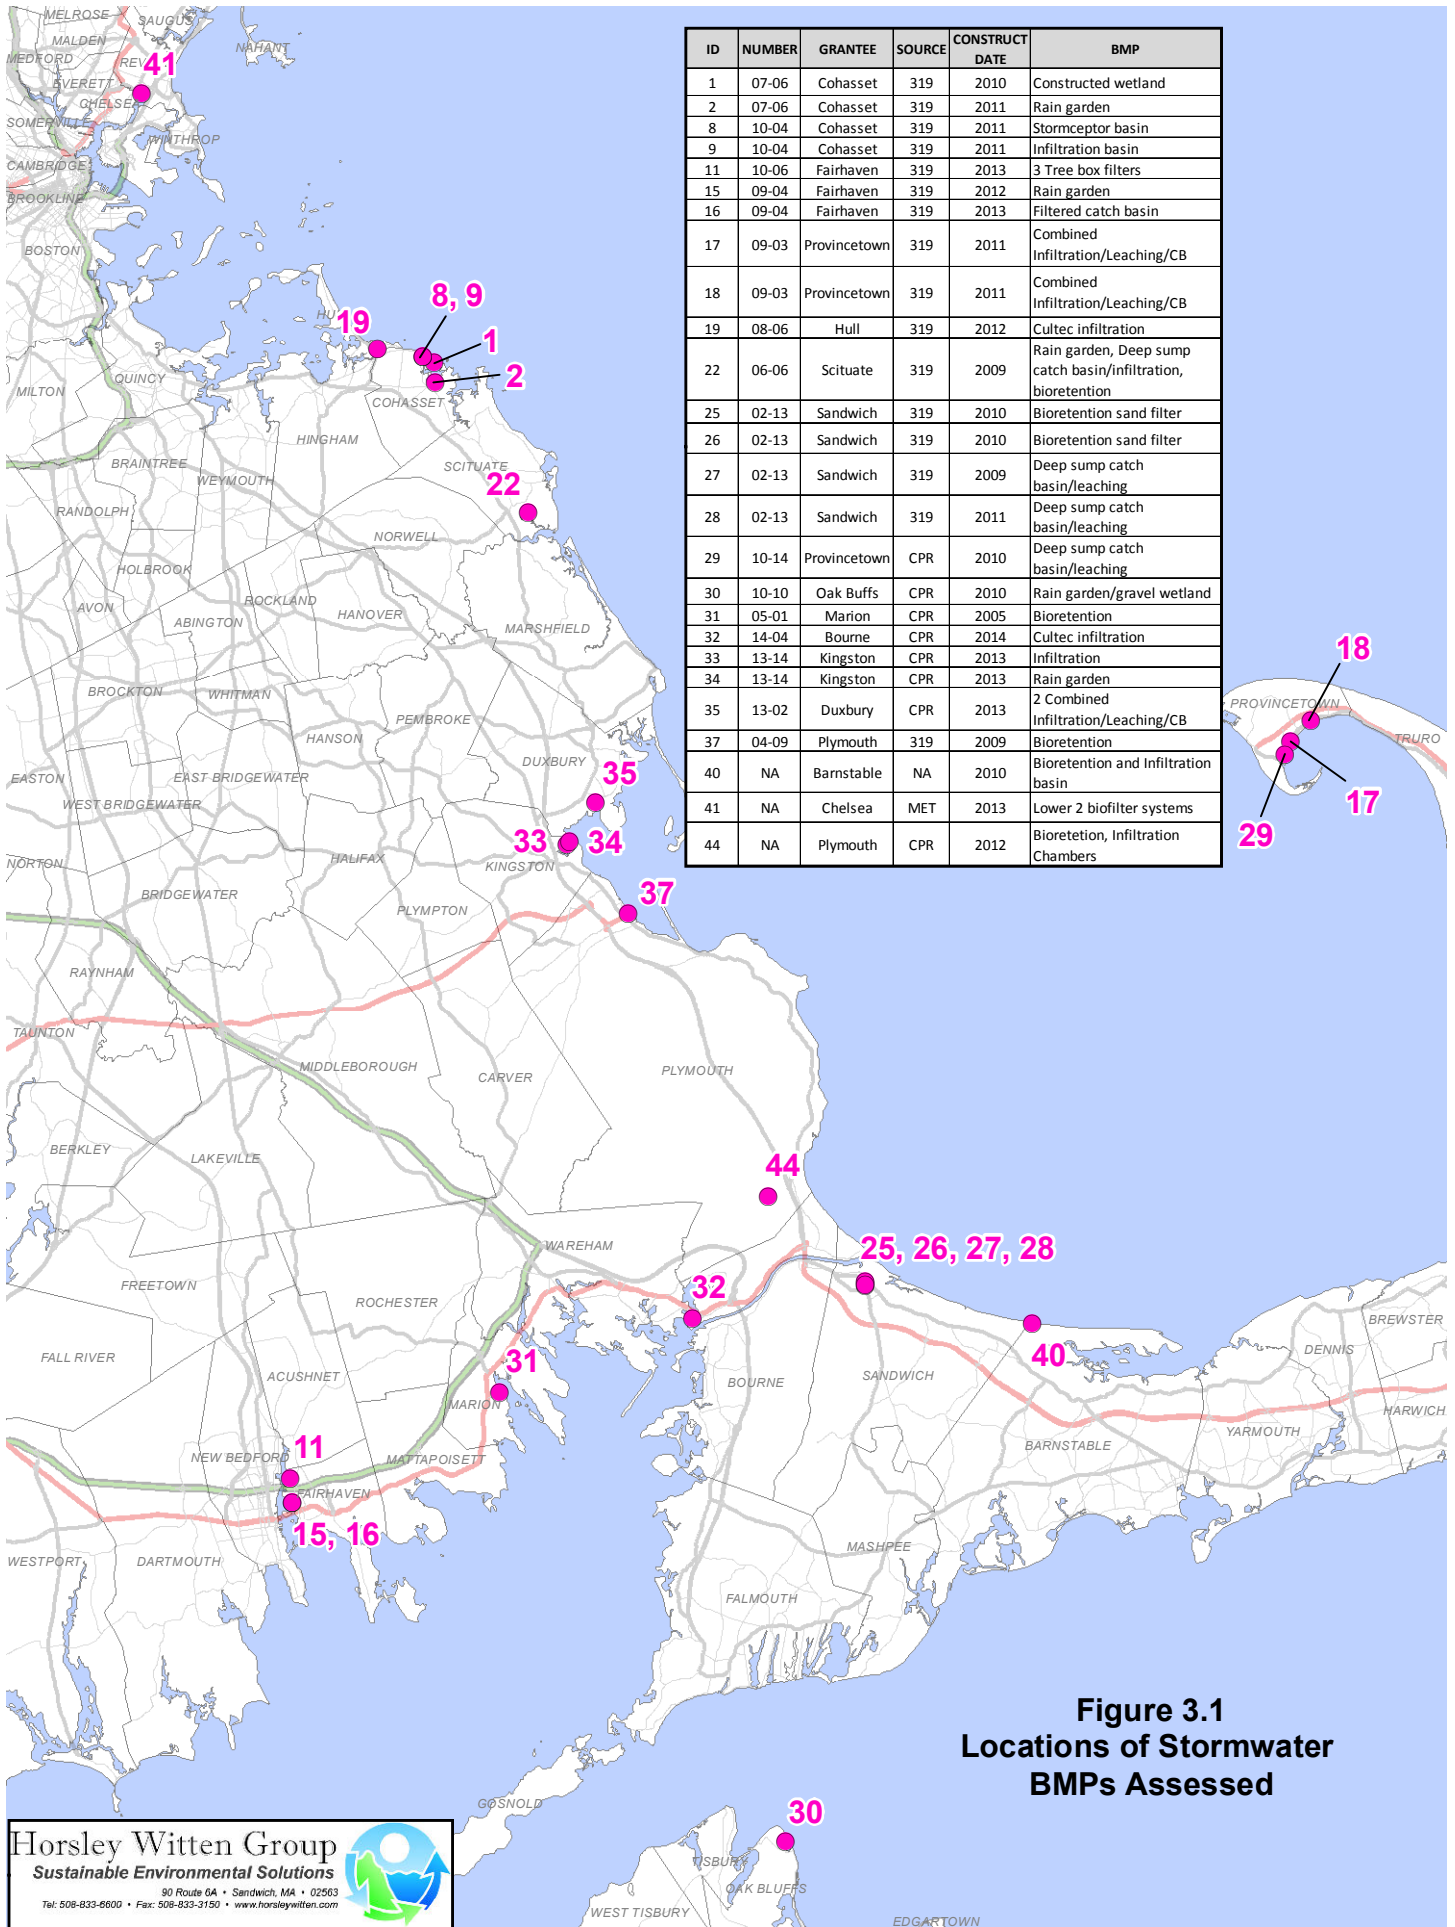 MELROSE
SAUGUS
MALDEN
NAHANT
MEDFORD
REV
41
EVERETT
CHELSEA
SOMERVILLE
WINTHROP
CAMBRIDGE
BROOKLINE
BOSTON
ID NUMBER GRANTEE SOURCE CONSTRUCT DATE BMP
1 07-06 Cohasset 319 2010 Constructed wetland
2 07-06 Cohasset 319 2011 Rain garden
8 10-04 Cohasset 319 2011 Stormceptor basin
9 10-04 Cohasset 319 2011 Infiltration basin
11 10-06 Fairhaven 319 2013 3 Tree box filters
15 09-04 Fairhaven 319 2012 Rain garden
16 09-04 Fairhaven 319 2013 Filtered catch basin
17 09-03 Provincetown 319 2011 Combined
Infiltration/Leaching/CB
18 09-03 Provincetown 319 2011 Combined
Infiltration/Leaching/CB
19 08-06 Hull 319 2012 Cultec infiltration
22 06-06 Scituate 319 2009 Rain garden, Deep sump
catch basin/infiltration,
bioretention
25 02-13 Sandwich 319 2010 Bioretention sand filter
26 02-13 Sandwich 319 2010 Bioretention sand filter
27 02-13 Sandwich 319 2009 Deep sump catch
basin/leaching
28 02-13 Sandwich 319 2011 Deep sump catch
basin/leaching
29 10-14 Provincetown CPR 2010 Deep sump catch
basin/leaching
30 10-10 Oak Buffs CPR 2010 Rain garden/gravel wetland
31 05-01 Marion CPR 2005 Bioretention
32 14-04 Bourne CPR 2014 Cultec infiltration
33 13-14 Kingston CPR 2013 Infiltration
34 13-14 Kingston CPR 2013 Rain garden
35 13-02 Duxbury CPR 2013 2 Combined
Infiltration/Leaching/CB
37 04-09 Plymouth 319 2009 Bioretention
40 NA Barnstable NA 2010 Bioretention and Infiltration
basin
41 NA Chelsea MET 2013 Lower 2 biofilter systems
44 NA Plymouth CPR 2012 Bioretetion, Infiltration
Chambers
8, 9
HU
19
1
2
QUINCY
MILTON
COHASSET
HINGHAM
BRAINTREE
SCITUATE
WEYMOUTH
22
RANDOLPH
NORWELL
HOLBROOK
ROCKLAND
AVON
HANOVER
ABINGTON
MARSHFIELD
BROCKTON
WHITMAN
PEMBROKE
HANSON
DUXBURY
EASTON
EAST BRIDGEWATER
35
WEST BRIDGEWATER
33
34
NORTON
HALIFAX
KINGSTON
BRIDGEWATER
37
PLYMPTON
18
PROVINCETOWN
TRURO
17
29
RAYNHAM
TAUNTON
MIDDLEBOROUGH
CARVER
PLYMOUTH
BERKLEY
LAKEVILLE
44
WAREHAM
25, 26, 27, 28
FREETOWN
ROCHESTER
32
BREWSTER
FALL RIVER
40
DENNIS
31
ACUSHNET
BOURNE
SANDWICH
MARION
HARWICH
11
NEW BEDFORD
MATTAPOISETT
BARNSTABLE
YARMOUTH
FAIRHAVEN
15, 16
WESTPORT
DARTMOUTH
MASHPEE
FALMOUTH
Figure 3.1
Locations of Stormwater
BMPs Assessed
GOSNOLD
30
TISBURY
OAK BLUFFS
WEST TISBURY
EDGARTOWN
Horsley Witten Group
Sustainable Environmental Solutions
90 Route 6A • Sandwich, MA • 02563
Tel: 508-833-6600 • Fax: 508-833-3150 • www.horsleywitten.com